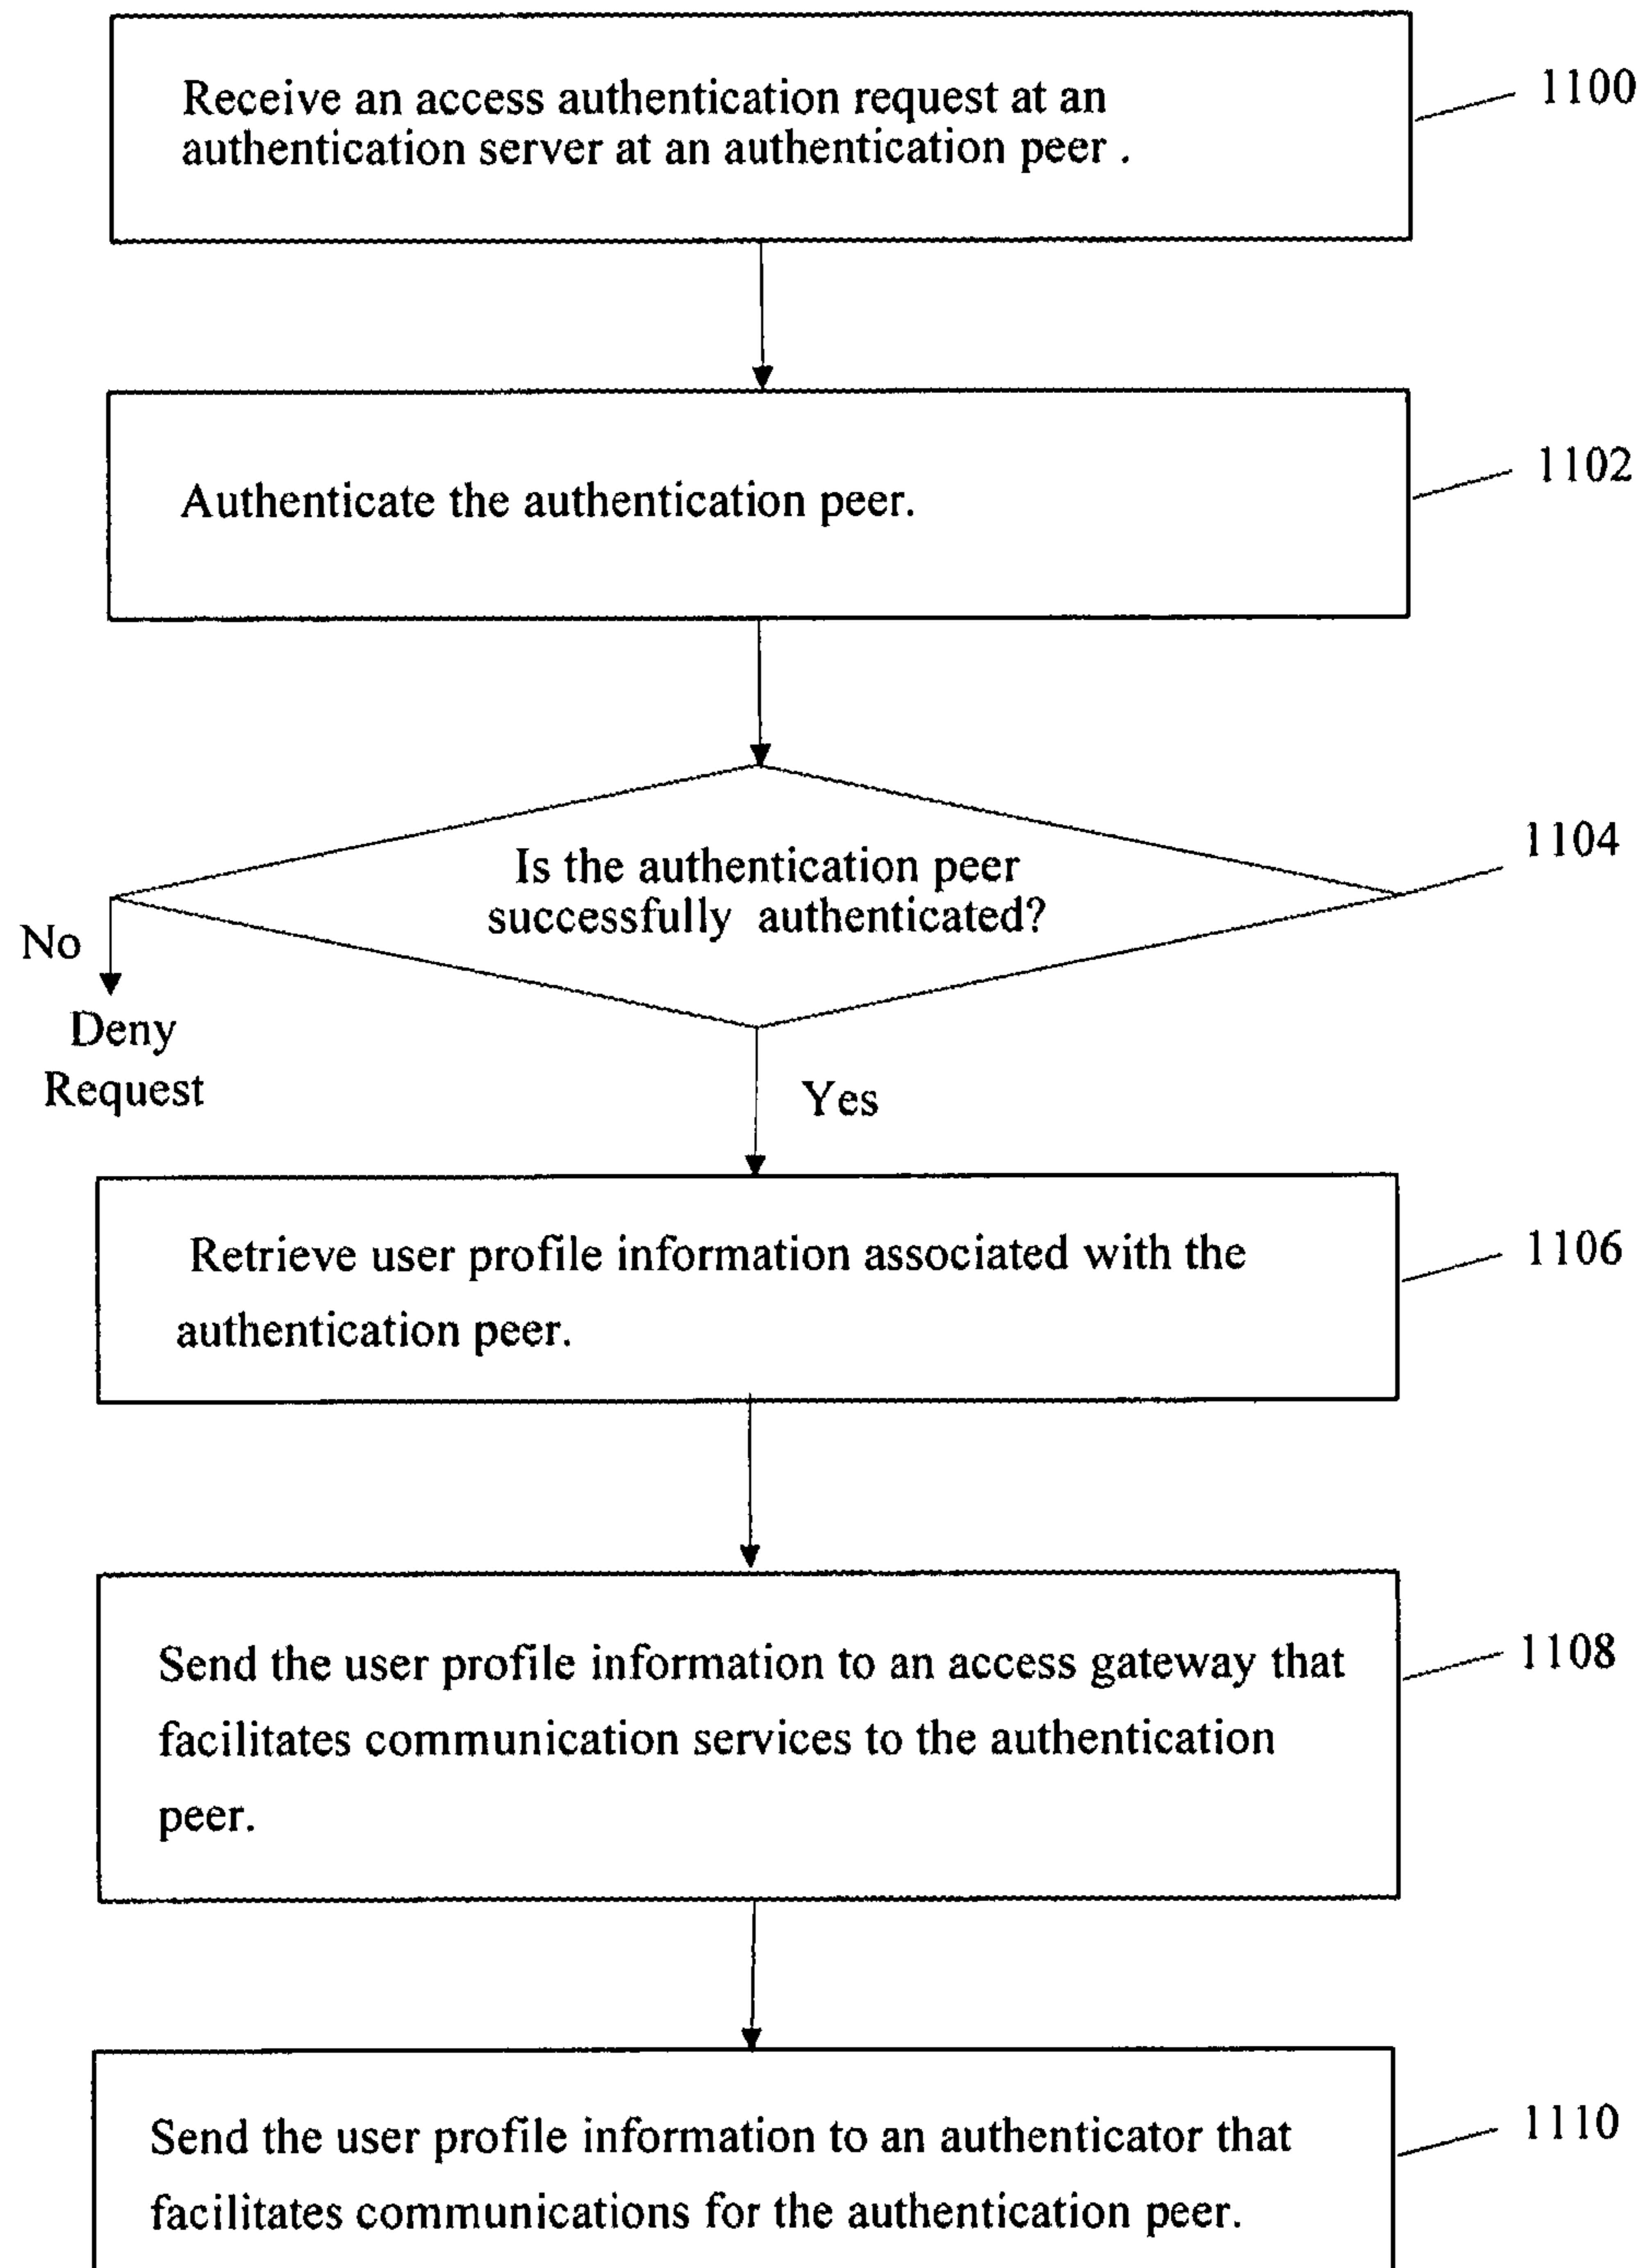 Receive an access authentication request at an
authentication server at an authentication peer .
1100
Authenticate the authentication peer.
1102
Is the authentication peer
successfully authenticated?
1104
No
Deny
Request
Yes
Retrieve user profile information associated with the
authentication peer.
1106
Send the user profile information to an access gateway that
facilitates communication services to the authentication
peer.
1108
Send the user profile information to an authenticator that
facilitates communications for the authentication peer.
1110